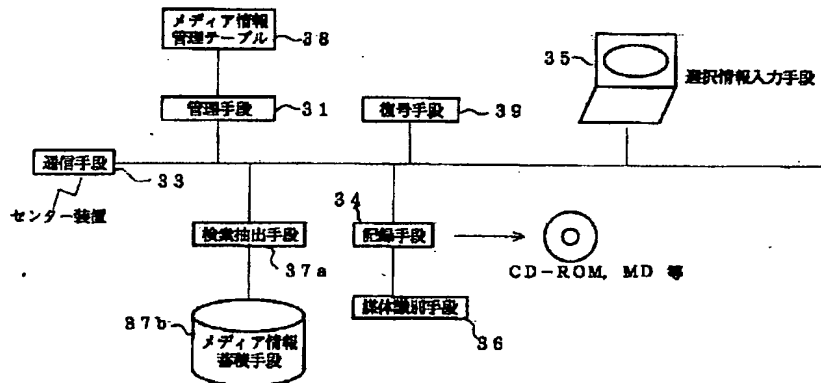 メディア情報
管理テーブル
38
35
選択情報入力手段
管理手段
31
復号手段
39
通信手段
33
センター装置
検索抽出手段
37a
34
記録手段
CD-ROM, MD 等
媒体識別手段
36
37b
メディア情報
蓄積手段